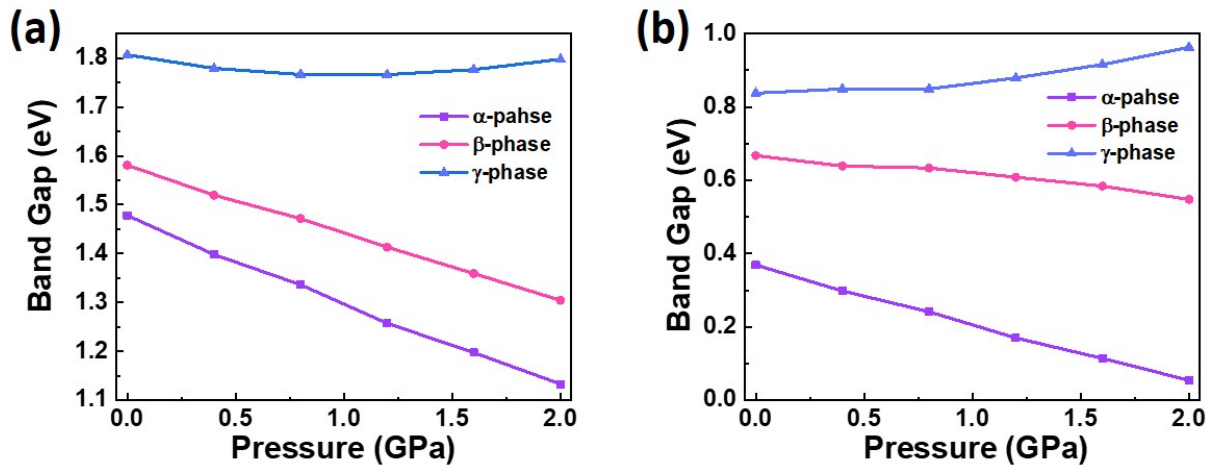 (a)
Band Gap (eV)
1.8
1.7
1.6
1.5
1.4
1.3
1.2
1.1
α-pahse
β-phase
γ-phase
0.0 0.5 1.0 1.5 2.0
Pressure (GPa)
(b)
Band Gap (eV)
1.0
0.8
0.6
0.4
0.2
0.0
α-pahse
β-phase
γ-phase
0.0 0.5 1.0 1.5 2.0
Pressure (GPa)